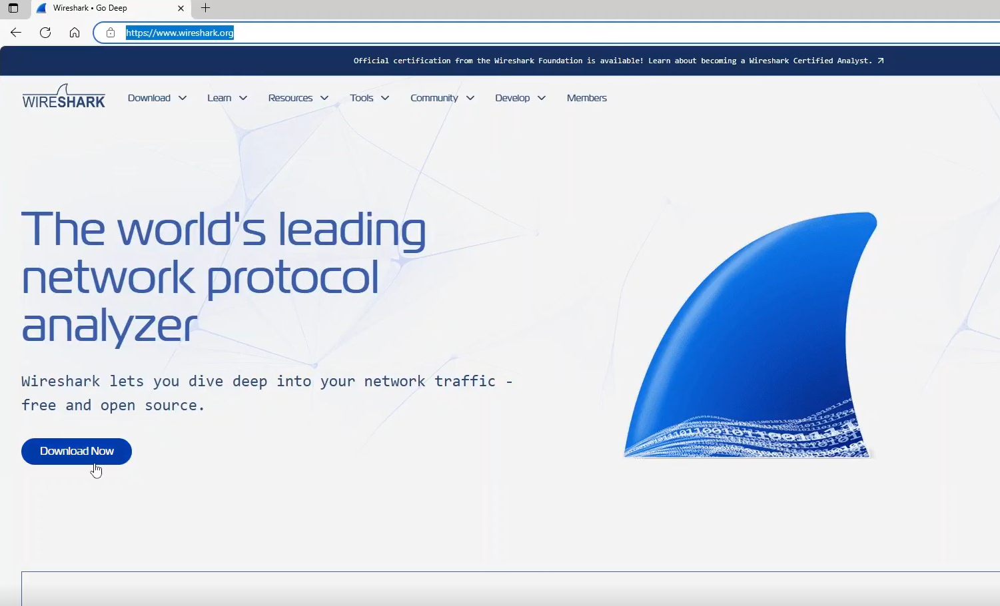 Wireshark • Go Deep
https://www.wireshark.org
Official certification from the Wireshark Foundation is available! Learn about becoming a Wireshark Certified Analyst.
WIRESHARK
Download
Learn
Resources
Tools
Community
Develop
Members
The world's leading
network protocol
analyzer
Wireshark lets you dive deep into your network traffic -
free and open source.
Download Now